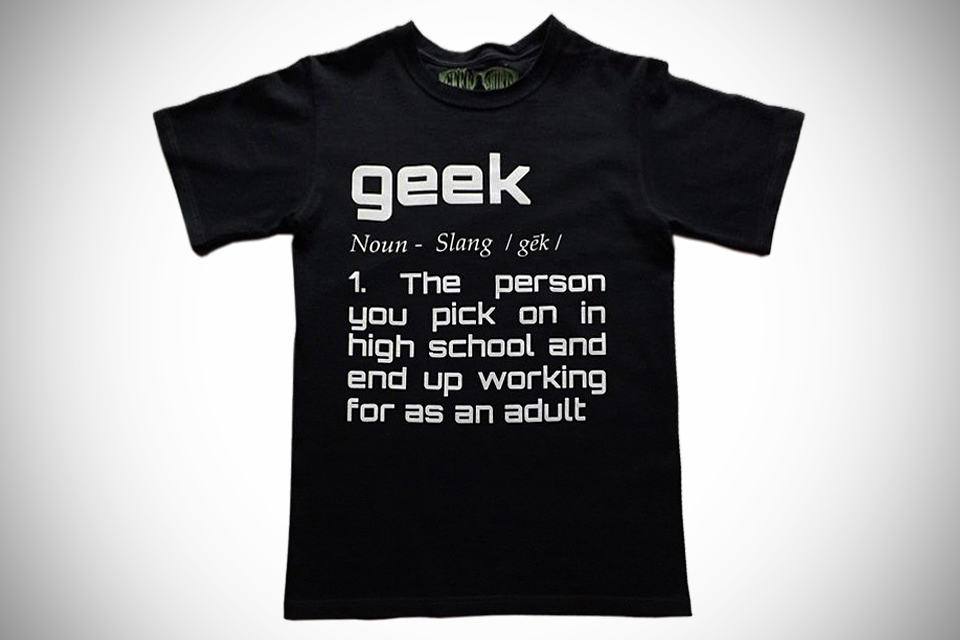 geek
Noun - Slang / gēk /
1. The person
you pick on in
high school and
end up working
for as an adult